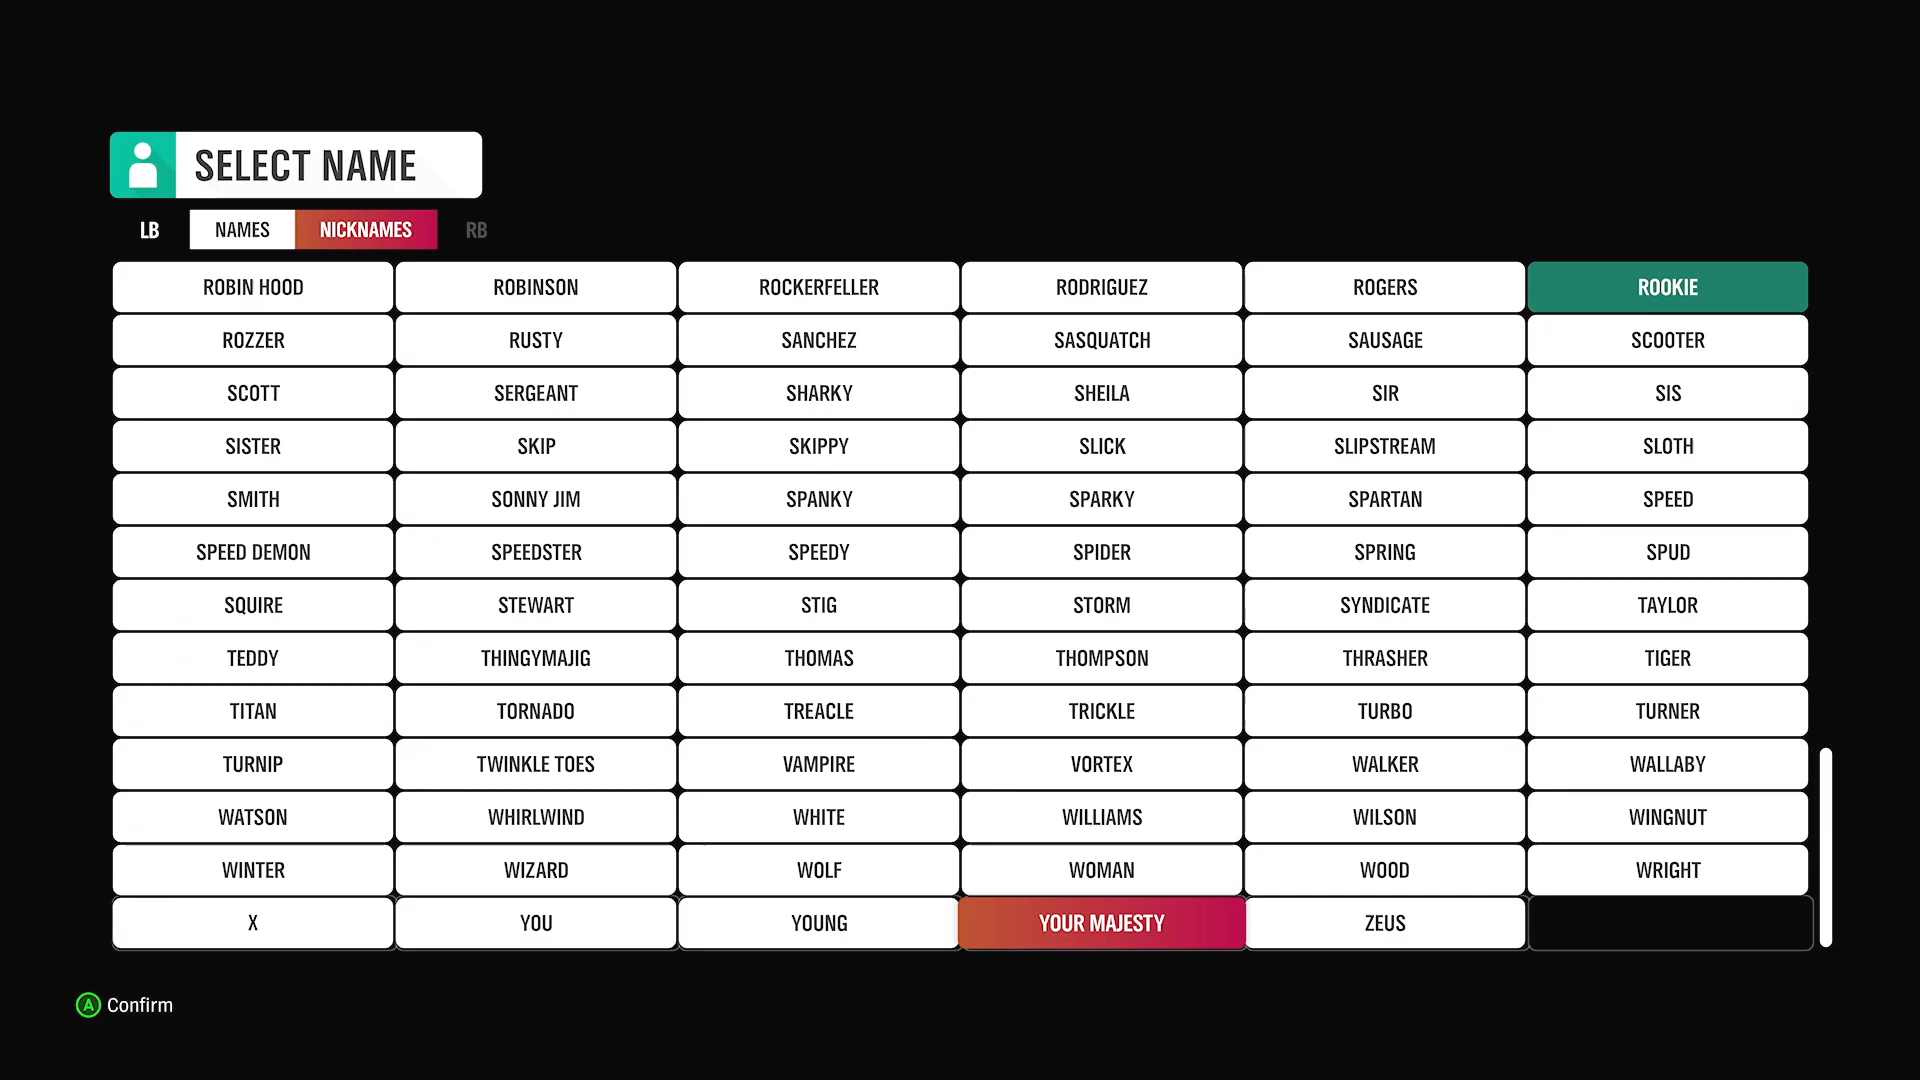 SELECT NAME
LB NAMES NICKNAMES RB
ROBIN HOOD ROBINSON ROCKERFELLER RODRIGUEZ ROGERS ROOKIE
ROZZER RUSTY SANCHEZ SASQUATCH SAUSAGE SCOOTER
SCOTT SERGEANT SHARKY SHEILA SIR SIS
SISTER SKIP SKIPPY SLICK SLIPSTREAM SLOTH
SMITH SONNY JIM SPANKY SPARKY SPARTAN SPEED
SPEED DEMON SPEEDSTER SPEEDY SPIDER SPRING SPUD
SQUIRE STEWART STIG STORM SYNDICATE TAYLOR
TEDDY THINGYMAJIG THOMAS THOMPSON THRASHER TIGER
TITAN TORNADO TREACLE TRICKLE TURBO TURNER
TURNIP TWINKLE TOES VAMPIRE VORTEX WALKER WALLABY
WATSON WHIRLWIND WHITE WILLIAMS WILSON WINGNUT
WINTER WIZARD WOLF WOMAN WOOD WRIGHT
X YOU YOUNG YOUR MAJESTY ZEUS
A Confirm